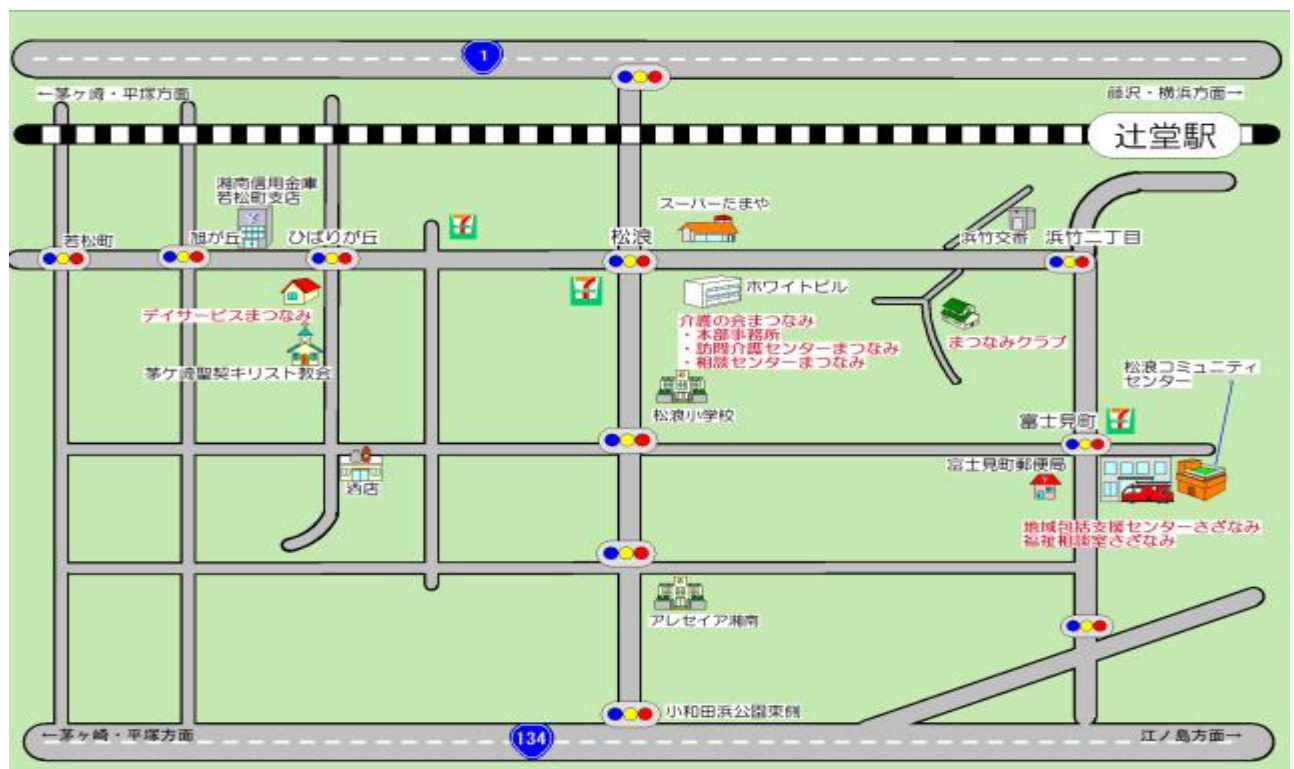 1
←茅ヶ崎・平塚方面
藤沢・横浜方面→
辻堂駅
湘南信用金庫
若松町支店
スーパーたまや
7
若松町
旭が丘
ひばりが丘
松浪
浜竹交番
浜竹二丁目
7
ホワイトビル
デイサービスまつなみ
介護の会まつなみ
・本部事務所
・訪問介護センターまつなみ
・相談センターまつなみ
まつなみクラブ
茅ケ崎聖契キリスト教会
松浪コミュニティ
センター
松浪小学校
富士見町
7
富士見町郵便局
酒店
地域包括支援センターさざなみ
福祉相談室さざなみ
アレセイア湘南
小和田浜公園東側
←茅ヶ崎・平塚方面
134
江ノ島方面→